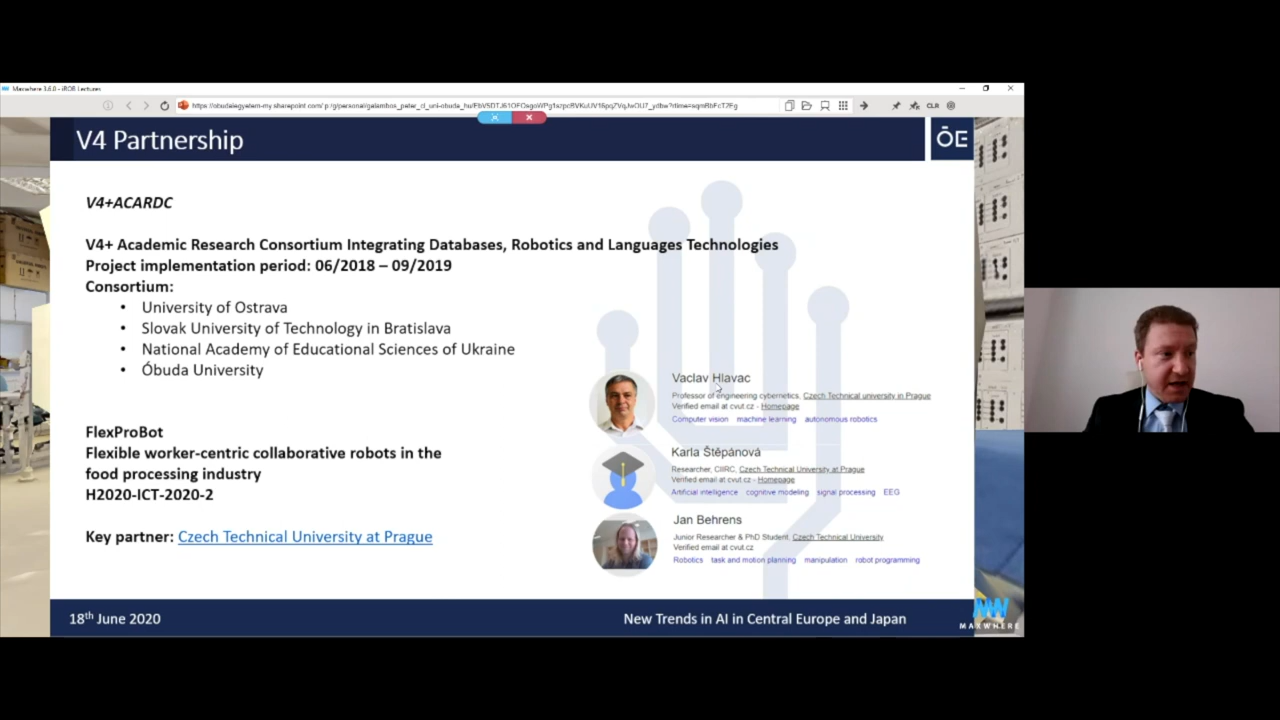 Maxwhere 3.6.0 - iROB Lectures
CLR
V4 Partnership
ŌE
V4+ACARDC
V4+ Academic Research Consortium Integrating Databases, Robotics and Languages Technologies
Project implementation period: 06/2018 – 09/2019
Consortium:
• University of Ostrava
• Slovak University of Technology in Bratislava
• National Academy of Educational Sciences of Ukraine
• Óbuda University
FlexProBot
Flexible worker-centric collaborative robots in the
food processing industry
H2020-ICT-2020-2
Key partner: Czech Technical University at Prague
Vaclav Hlavac
Professor of engineering cybernetics, Czech Technical university in Prague
Verified email at cvut.cz - Homepage
Computer vision machine learning autonomous robotics
Karla Štěpánová
Researcher, CIIRC, Czech Technical University at Prague
Verified email at cvut.cz - Homepage
Artificial intelligence cognitive modeling signal processing EEG
Jan Behrens
Junior Researcher & PhD Student, Czech Technical University
Verified email at cvut.cz
Robotics task and motion planning manipulation robot programming
18th June 2020
New Trends in AI in Central Europe and Japan
MAXWHERE